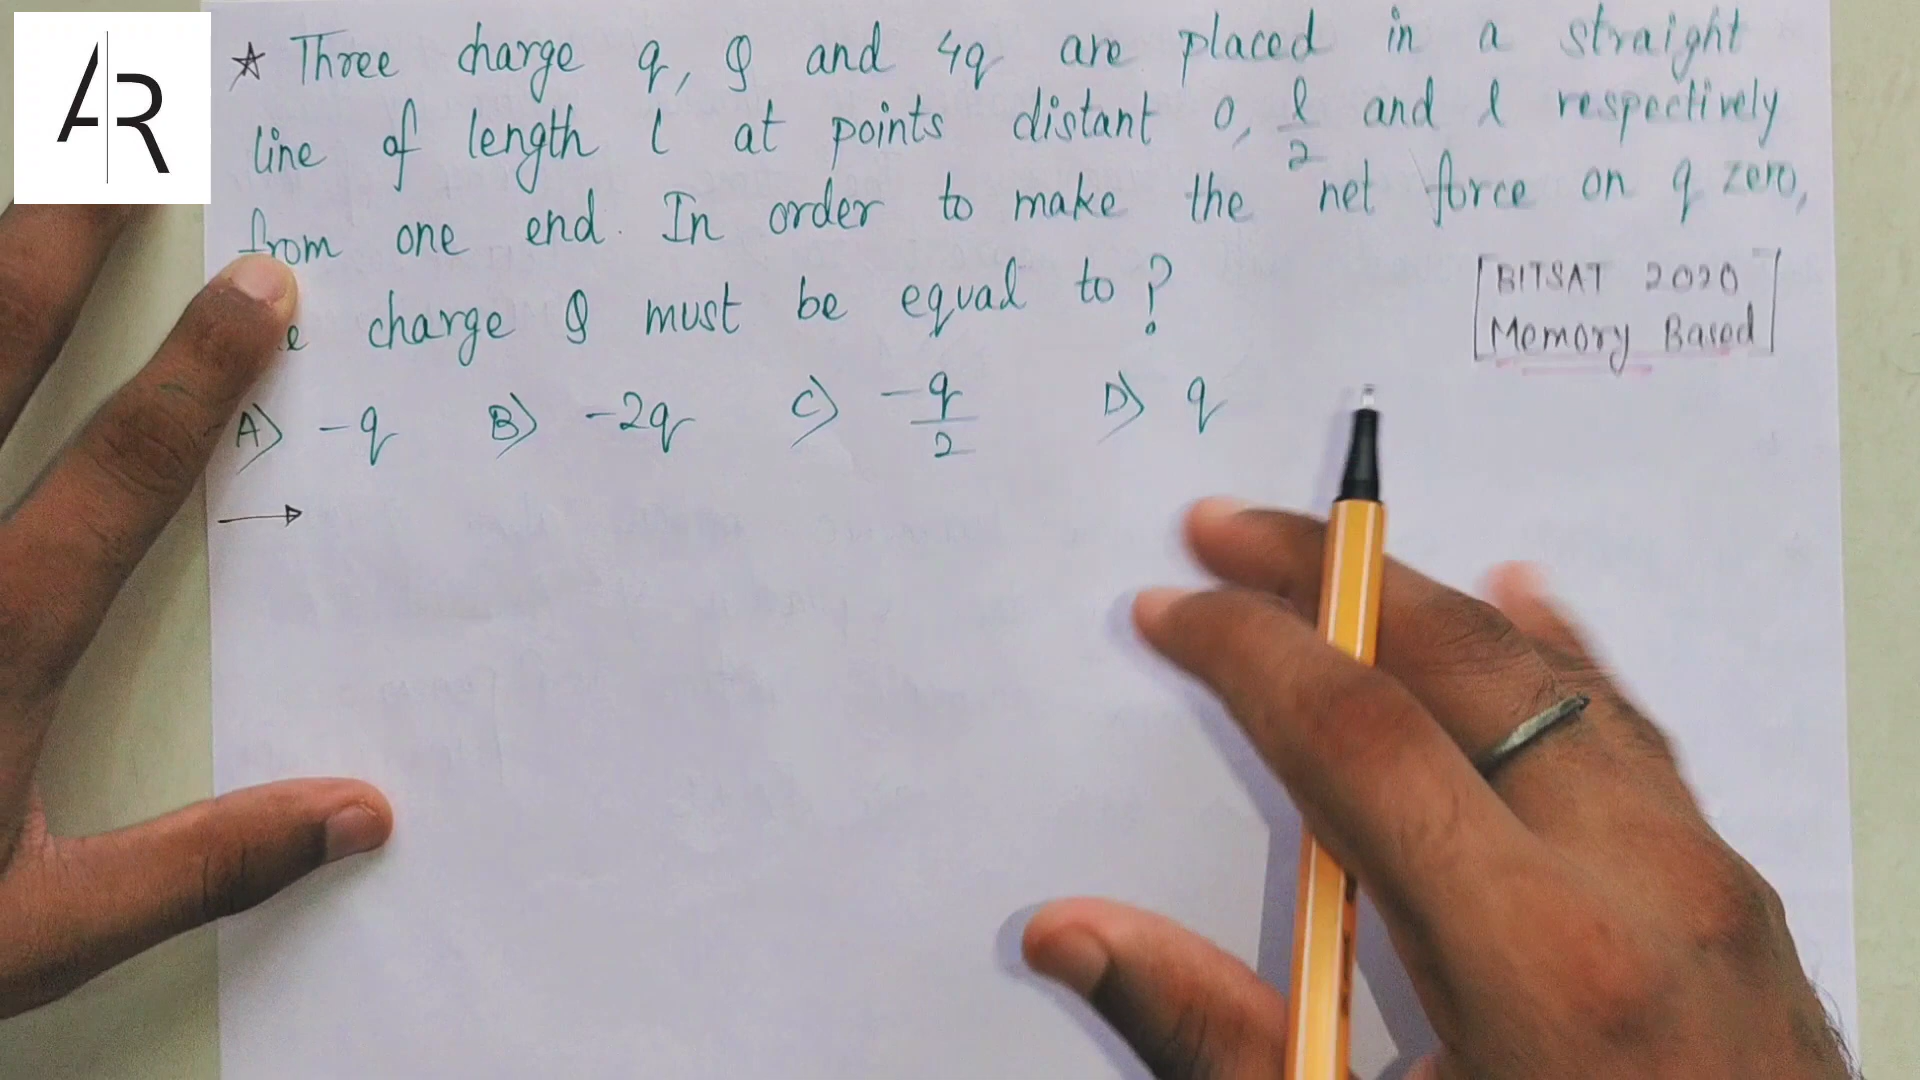 AR
☆ Three charge q, Q and 4q are placed in a straight
line of length l at points distant 0, l/2 and l respectively
from one end. In order to make the net force on q zero,
charge Q must be equal to?
[BITSAT 2020
Memory Based]
A) -q B) -2q C) -q/2 D) q
→